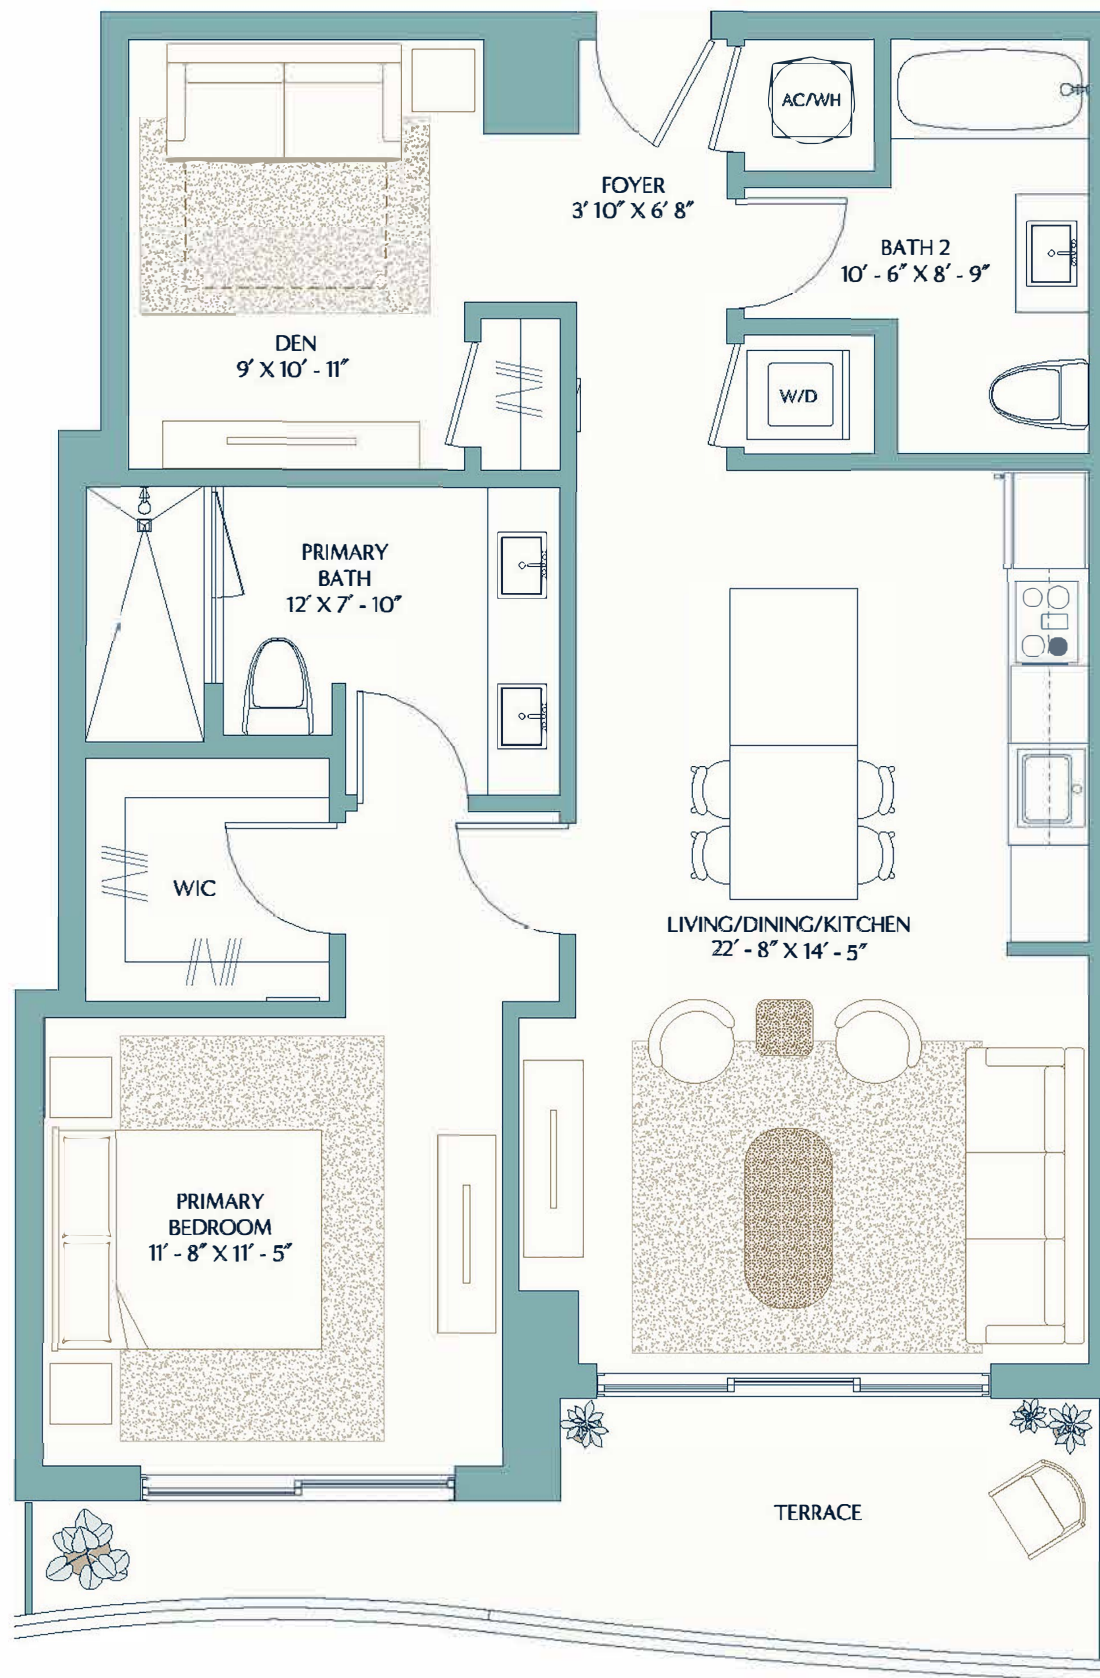 AC/WH
FOYER
3' 10" X 6' 8"
BATH 2
10' - 6" X 8' - 9"
DEN
9' X 10' - 11"
W/D
PRIMARY
BATH
12' X 7' - 10"
WIC
LIVING/DINING/KITCHEN
22' - 8" X 14' - 5"
PRIMARY
BEDROOM
11' - 8" X 11' - 5"
TERRACE